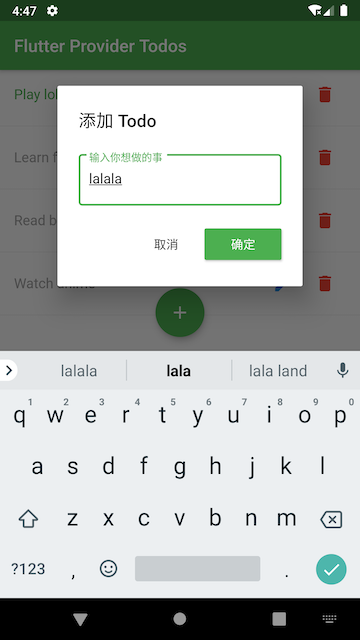 4:47
Flutter Provider Todos
Play lol
添加 Todo
输入你想做的事
lalala
Learn f
Read b
取消
确定
Watch anime
+
lalala
lala
lala land
1 2 3 4 5 6 7 8 9 0
q w e r t y u i o p
a s d f g h j k l
z x c v b n m
?123 , .